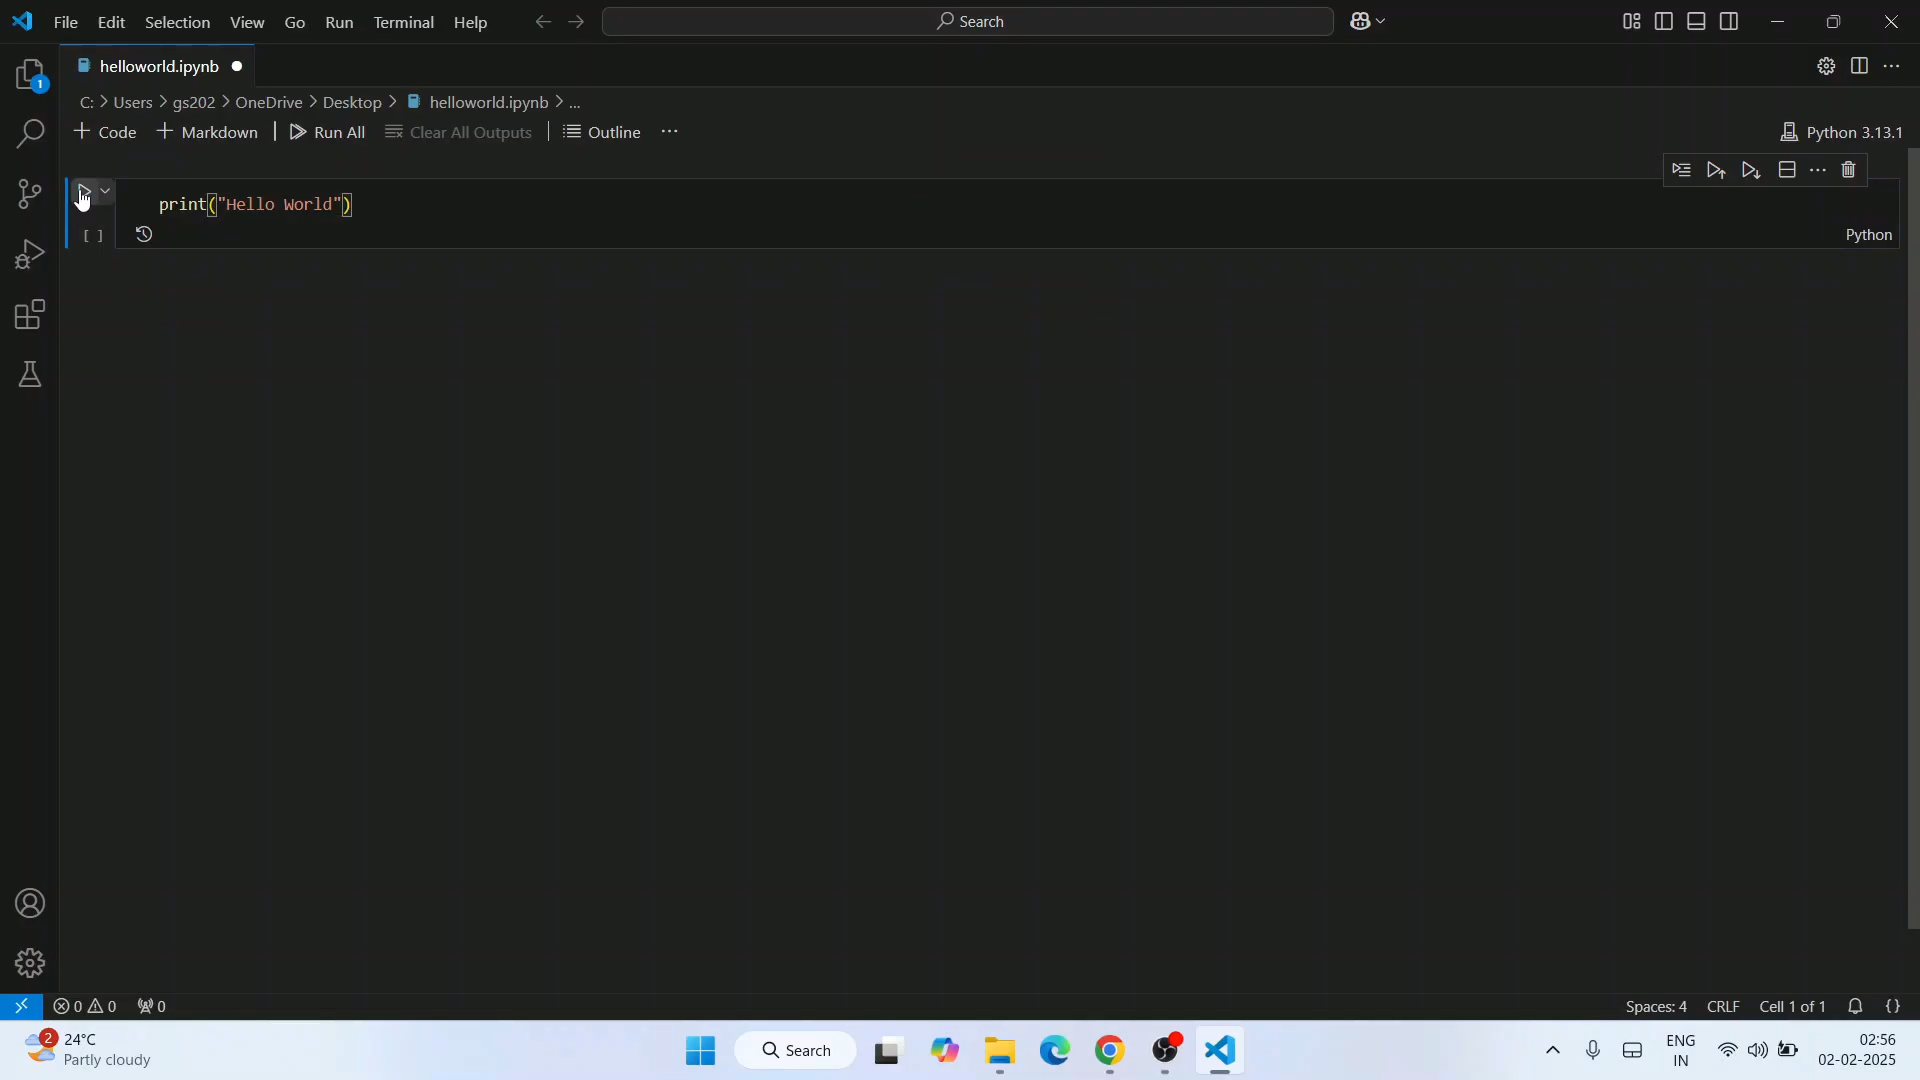 File Edit Selection View Go Run Terminal Help Search
helloworld.ipynb
C: > Users > gs202 > OneDrive > Desktop > helloworld.ipynb > ...
+ Code + Markdown Run All Clear All Outputs Outline ... Python 3.13.1
print("Hello World")
[ ] Python
1
0 0 0 Spaces: 4 CRLF Cell 1 of 1 {}
2 24°C Search ENG 02:56
Partly cloudy IN 02-02-2025